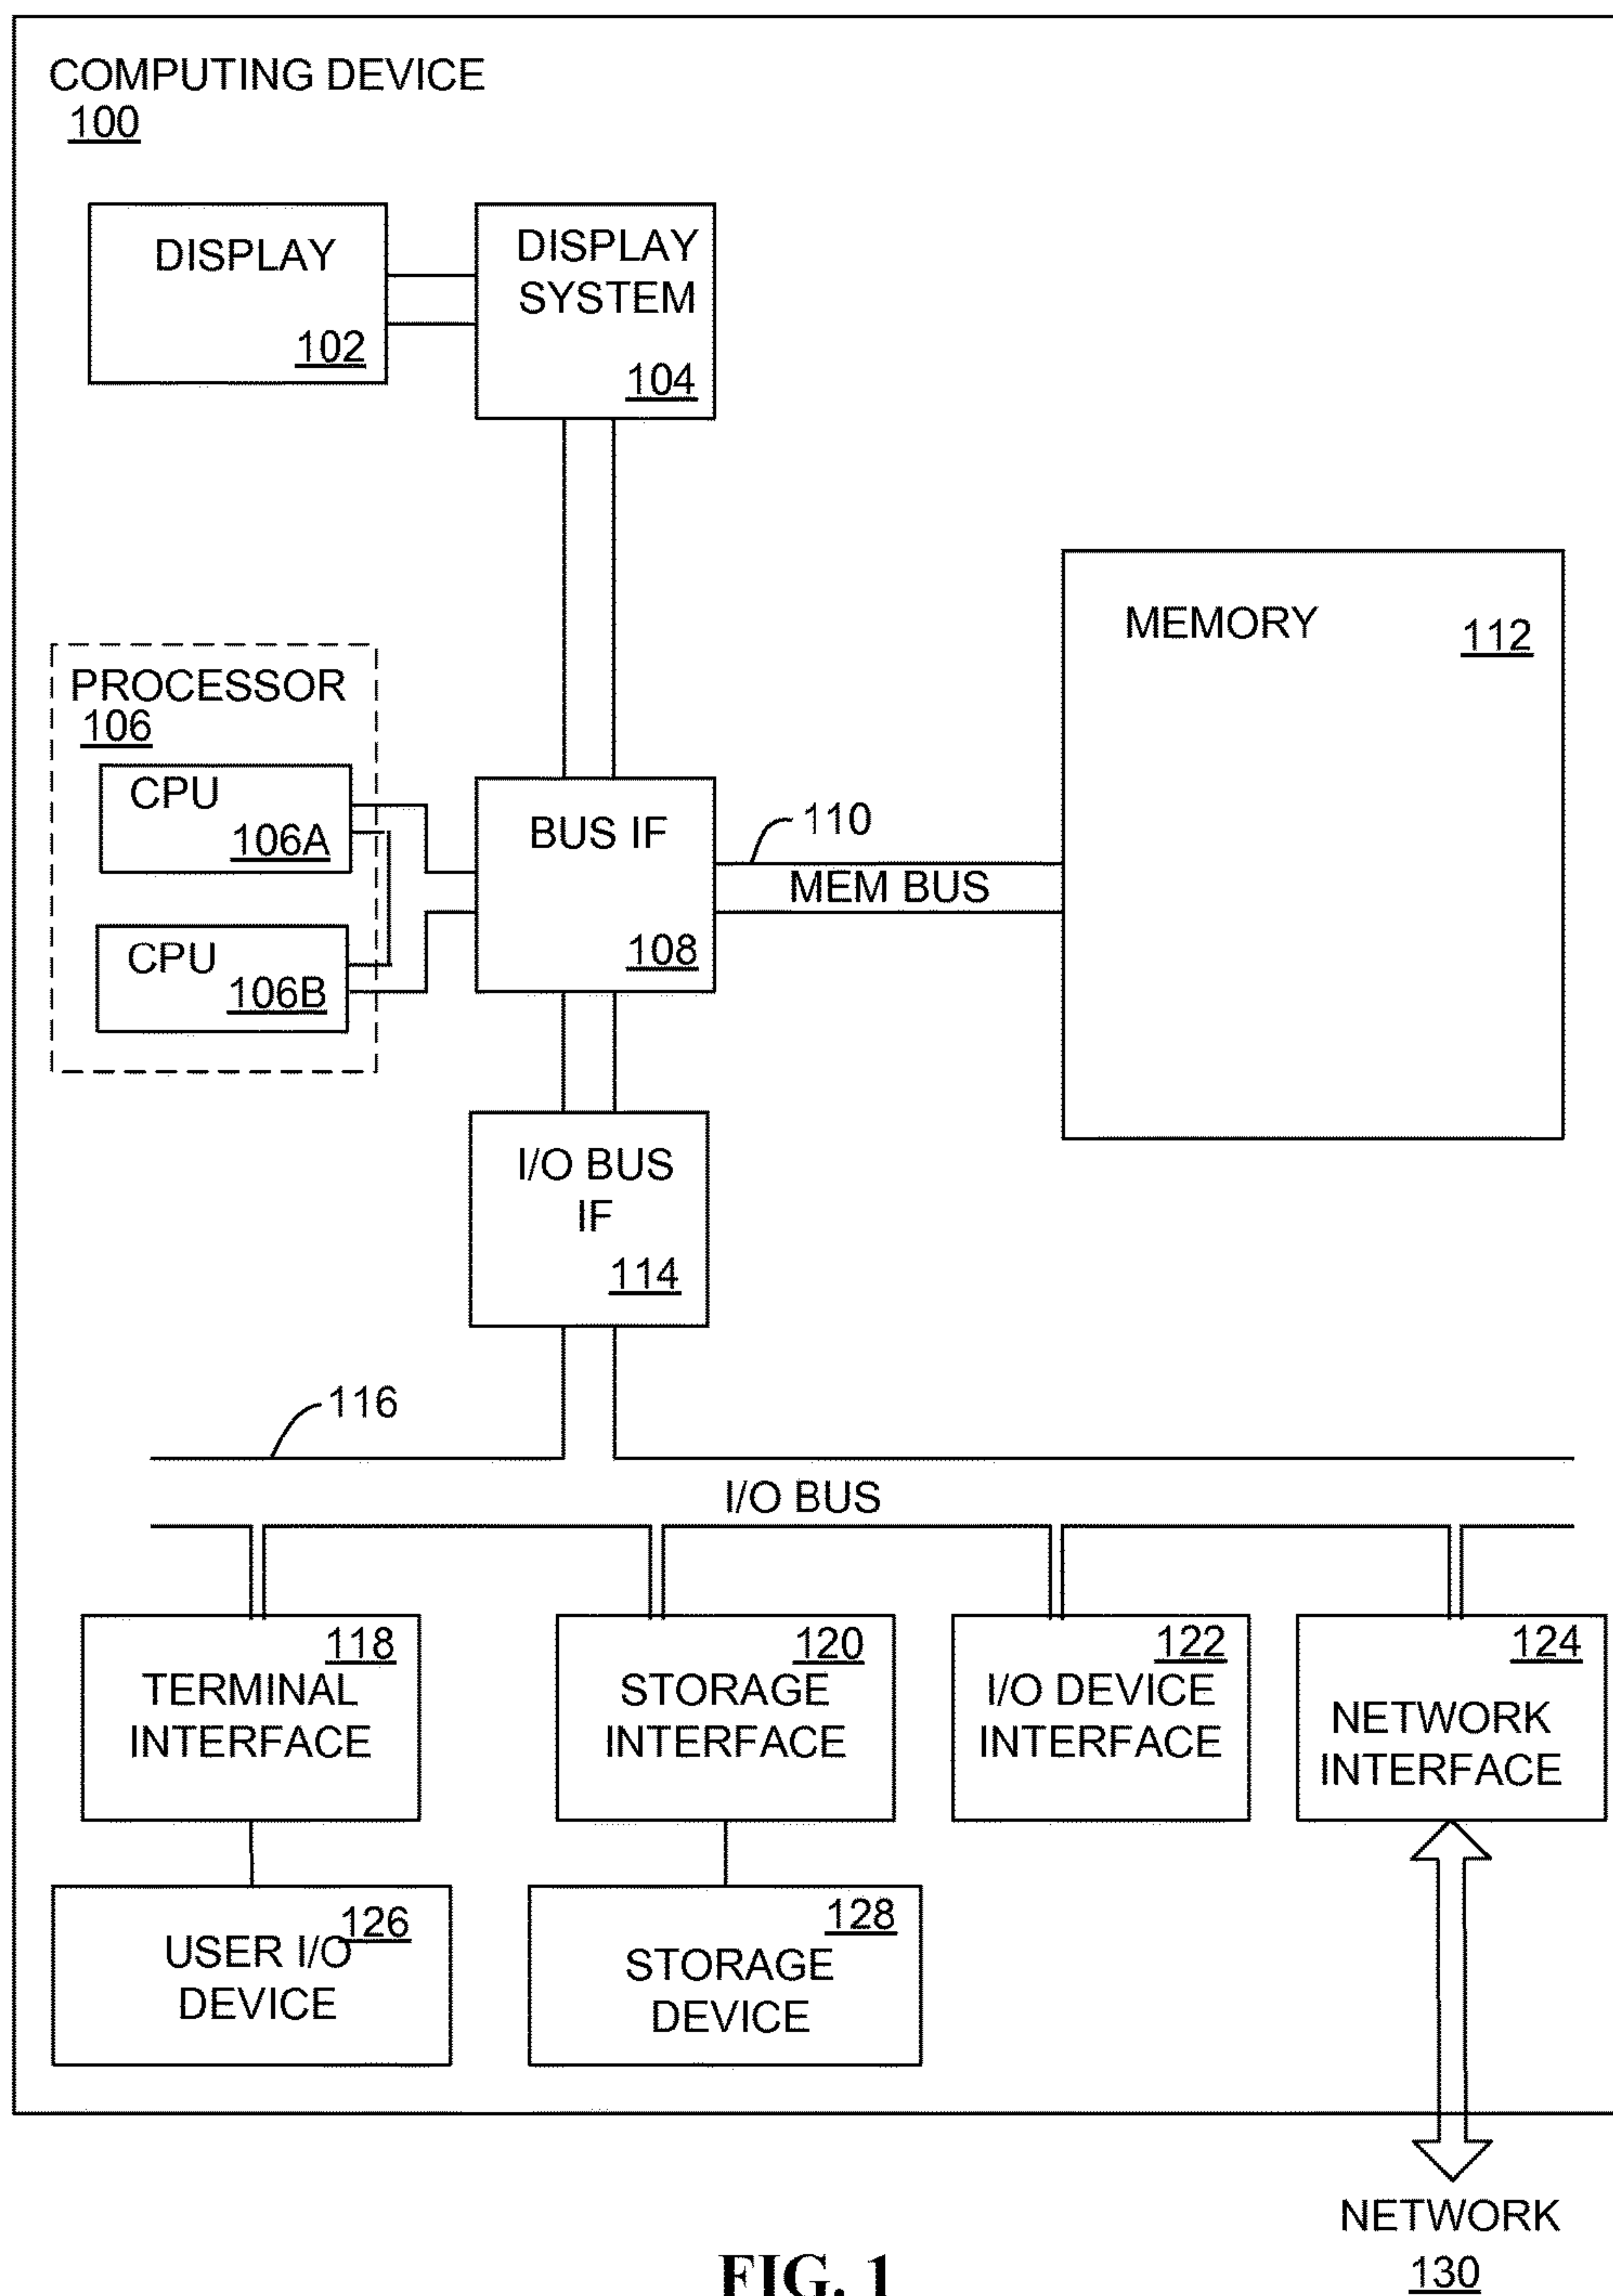 COMPUTING DEVICE
100
DISPLAY
102
DISPLAY
SYSTEM
104
MEMORY
112
PROCESSOR
106
CPU
106A
CPU
106B
BUS IF
108
110
MEM BUS
I/O BUS
IF
114
116
I/O BUS
118
TERMINAL
INTERFACE
120
STORAGE
INTERFACE
122
I/O DEVICE
INTERFACE
124
NETWORK
INTERFACE
126
USER I/O
DEVICE
128
STORAGE
DEVICE
NETWORK
130
FIG. 1